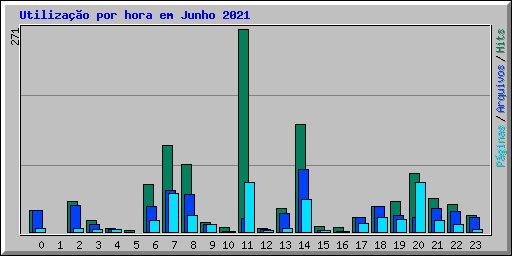 Utilização por hora em Junho 2021
271
Páginas / Arquivos / Hits
0 1 2 3 4 5 6 7 8 9 10 11 12 13 14 15 16 17 18 19 20 21 22 23